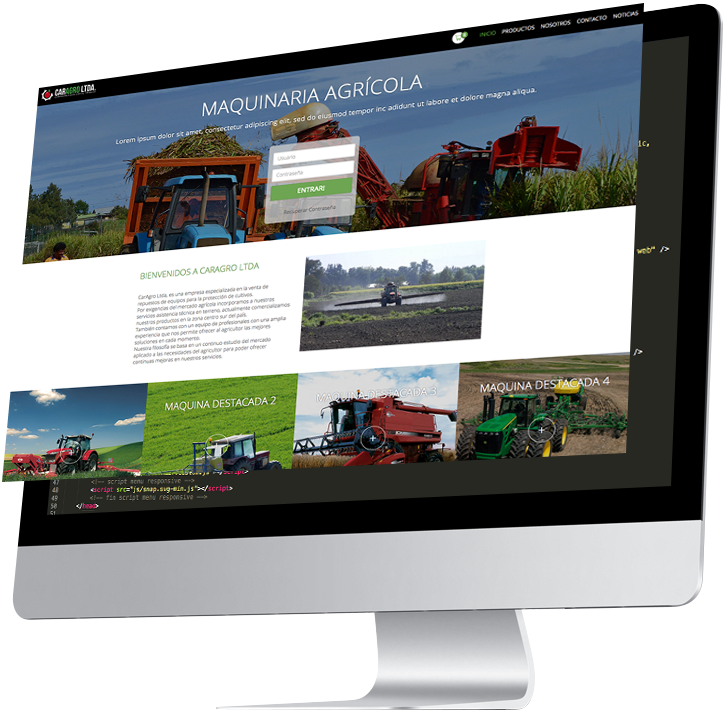 CARAGRO LTDA.
INICIO PRODUCTOS NOSOTROS CONTACTO NOTICIAS
MAQUINARIA AGRÍCOLA
Lorem ipsum dolor sit amet, consectetur adipiscing elit, sed do eiusmod tempor inc adidunt ut labore et dolore magna aliqua.
Usuario
Contraseña
ENTRAR!
Recuperar Contraseña
BIENVENIDOS A CARAGRO LTDA
CarAgro Ltda, es una empresa especializada en la venta de
repuestos de equipos para la protección de cultivos.
Por exigencias del mercado agrícola incorporamos a nuestros
servicios asistencia técnica en terreno, actualmente comercializamos
nuestros productos en la zona centro sur del país.
También contamos con un equipo de profesionales con una amplia
experiencia que nos permite ofrecer al agricultor las mejores
soluciones en cada momento.
Nuestra filosofía se basa en un continuo estudio del mercado
aplicado a las necesidades del agricultor para poder ofrecer
continuas mejoras en nuestros servicios.
MAQUINA DESTACADA 2
MAQUINA DESTACADA 3
MAQUINA DESTACADA 4
ic,
web" />
/>
47 <!-- script menu responsive -->
48 <script src="js/snap.svg-min.js"></script>
49 <!-- fin script menu responsive -->
50 </head>
51